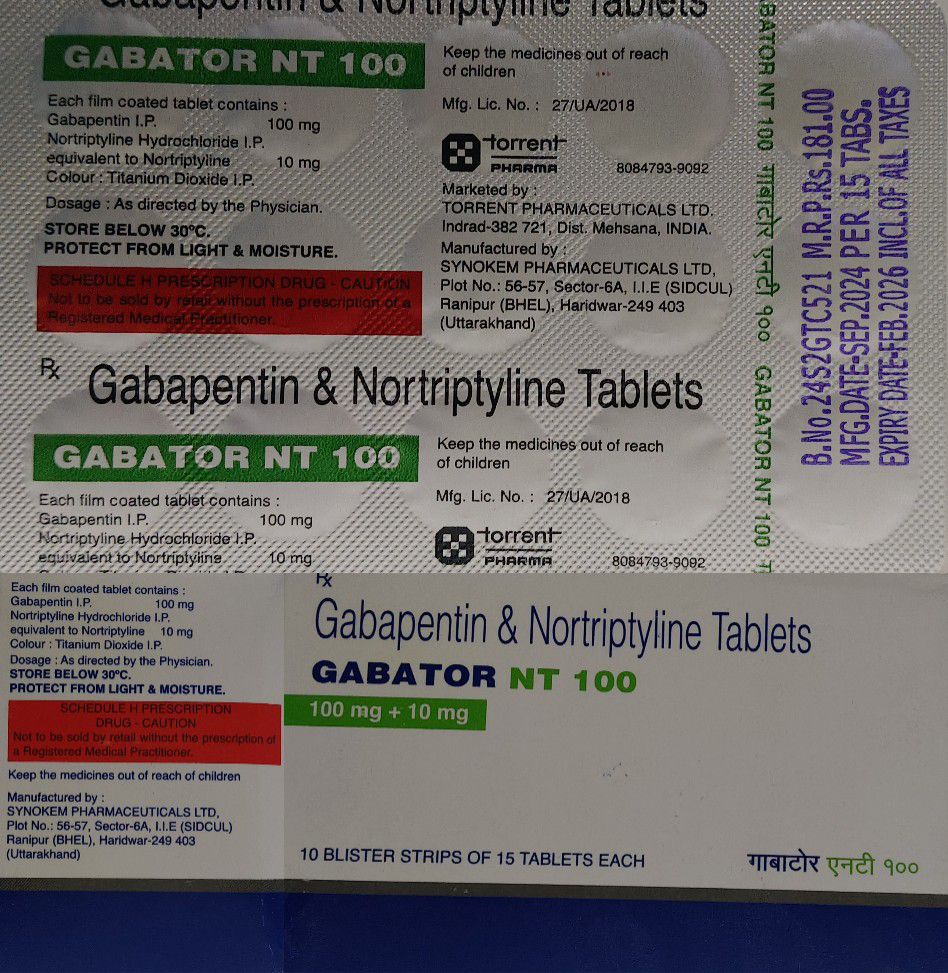 Gabapentin & Nortriptyline Tablets
GABATOR NT 100
Each film coated tablet contains :
Gabapentin I.P. 100 mg
Nortriptyline Hydrochloride I.P.
equivalent to Nortriptyline 10 mg
Colour : Titanium Dioxide I.P.
Dosage : As directed by the Physician.
STORE BELOW 30ºC.
PROTECT FROM LIGHT & MOISTURE.
SCHEDULE H PRESCRIPTION DRUG - CAUTION
Not to be sold by retail without the prescription of a
Registered Medical Practitioner.
Keep the medicines out of reach
of children
Mfg. Lic. No. : 27/UA/2018
torrent
PHARMA 8084793-9092
Marketed by :
TORRENT PHARMACEUTICALS LTD.
Indrad-382 721, Dist. Mehsana, INDIA.
Manufactured by :
SYNOKEM PHARMACEUTICALS LTD,
Plot No.: 56-57, Sector-6A, I.I.E (SIDCUL)
Ranipur (BHEL), Haridwar-249 403
(Uttarakhand)
GABATOR NT 100 गाबाटोर एनटी १०० GABATOR NT 100
B.No.24S2GTC521 M.R.P.Rs.181.00
MFG.DATE-SEP.2024 PER 15 TABS.
EXPIRY DATE-FEB.2026 INCL.OF ALL TAXES
Rx
Gabapentin & Nortriptyline Tablets
GABATOR NT 100
Each film coated tablet contains :
Gabapentin I.P. 100 mg
Nortriptyline Hydrochloride I.P.
equivalent to Nortriptyline 10 mg
Keep the medicines out of reach
of children
Mfg. Lic. No. : 27/UA/2018
torrent
PHARMA 8084793-9092
Each film coated tablet contains :
Gabapentin I.P. 100 mg
Nortriptyline Hydrochloride I.P.
equivalent to Nortriptyline 10 mg
Colour : Titanium Dioxide I.P.
Dosage : As directed by the Physician.
STORE BELOW 30ºC.
PROTECT FROM LIGHT & MOISTURE.
SCHEDULE H PRESCRIPTION
DRUG - CAUTION
Not to be sold by retail without the prescription of
a Registered Medical Practitioner.
Keep the medicines out of reach of children
Manufactured by :
SYNOKEM PHARMACEUTICALS LTD,
Plot No.: 56-57, Sector-6A, I.I.E (SIDCUL)
Ranipur (BHEL), Haridwar-249 403
(Uttarakhand)
Rx
Gabapentin & Nortriptyline Tablets
GABATOR NT 100
100 mg + 10 mg
10 BLISTER STRIPS OF 15 TABLETS EACH
गाबाटोर एनटी १००